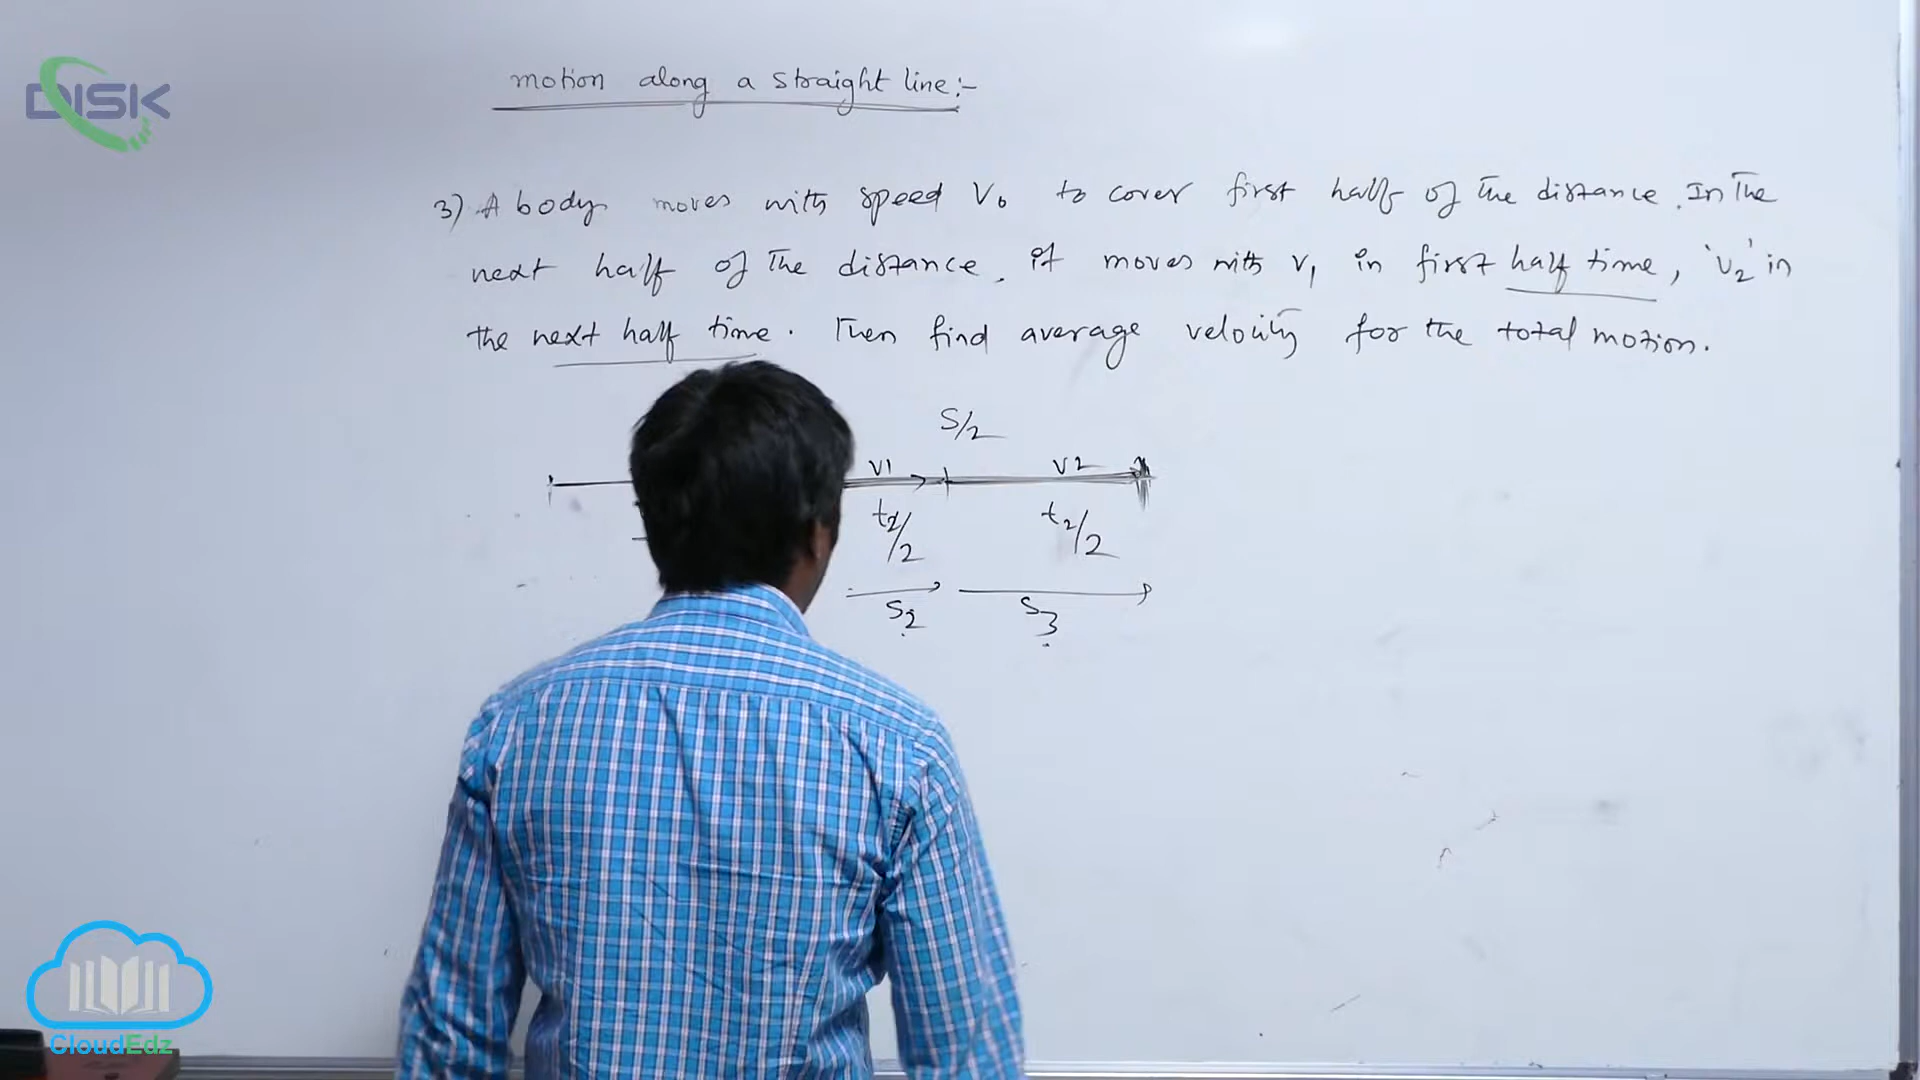 DISK
motion along a straight line:-
3) A body moves with speed V₀ to cover first half of the distance. In the
next half of the distance, it moves with v₁ in first half time, 'v₂' in
the next half time. Then find average velocity for the total motion.
S/2
V1 V2
t₂/2 t₂/2
S₂ S₃
CloudEdz